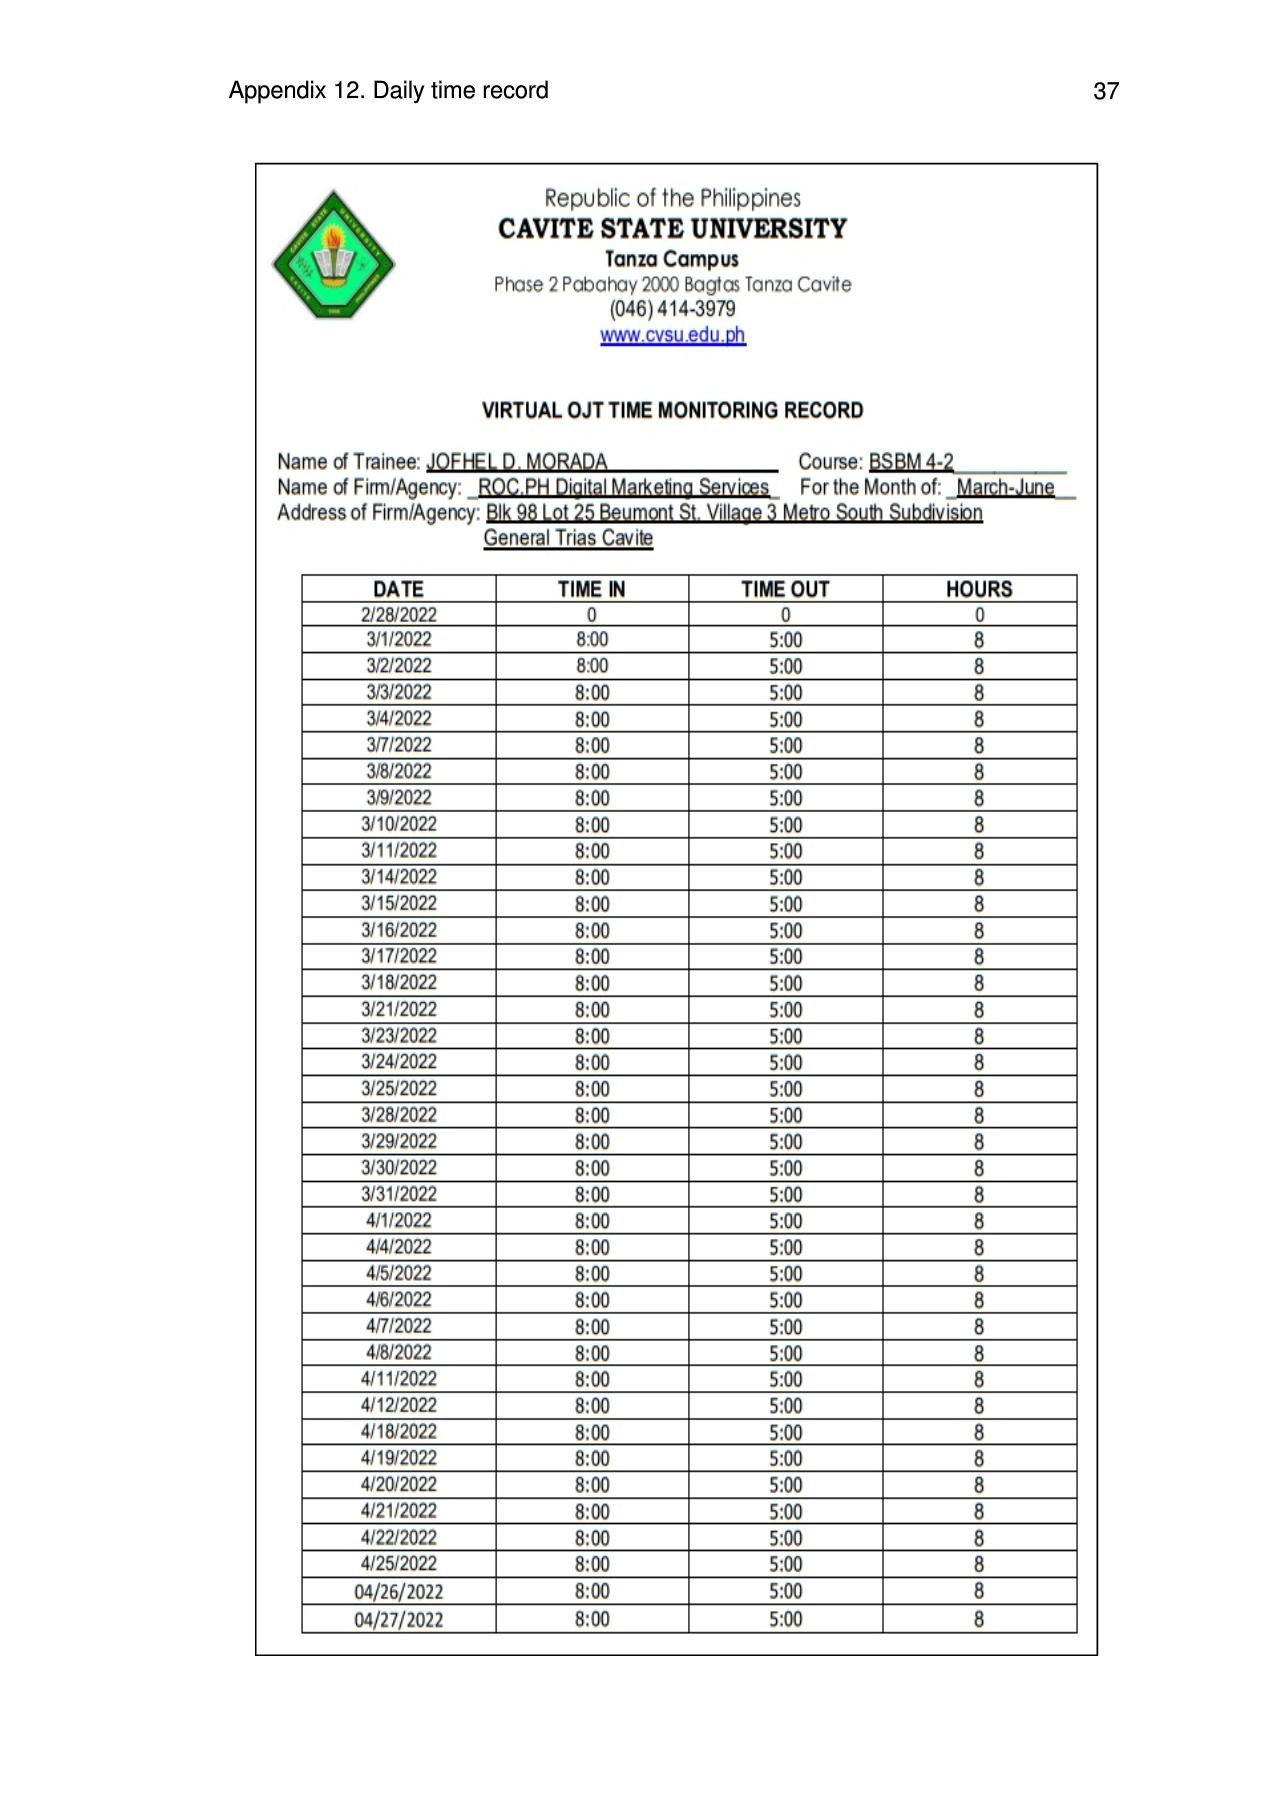 Appendix 12. Daily time record 37
Republic of the Philippines
CAVITE STATE UNIVERSITY
Tanza Campus
Phase 2 Pabahay 2000 Bagtas Tanza Cavite
(046) 414-3979
www.cvsu.edu.ph
VIRTUAL OJT TIME MONITORING RECORD
Name of Trainee: JOFHEL D. MORADA Course: BSBM 4-2
Name of Firm/Agency: ROC.PH Digital Marketing Services For the Month of: March-June
Address of Firm/Agency: Blk 98 Lot 25 Beumont St. Village 3 Metro South Subdivision
General Trias Cavite
DATE TIME IN TIME OUT HOURS
2/28/2022 0 0 0
3/1/2022 8:00 5:00 8
3/2/2022 8:00 5:00 8
3/3/2022 8:00 5:00 8
3/4/2022 8:00 5:00 8
3/7/2022 8:00 5:00 8
3/8/2022 8:00 5:00 8
3/9/2022 8:00 5:00 8
3/10/2022 8:00 5:00 8
3/11/2022 8:00 5:00 8
3/14/2022 8:00 5:00 8
3/15/2022 8:00 5:00 8
3/16/2022 8:00 5:00 8
3/17/2022 8:00 5:00 8
3/18/2022 8:00 5:00 8
3/21/2022 8:00 5:00 8
3/23/2022 8:00 5:00 8
3/24/2022 8:00 5:00 8
3/25/2022 8:00 5:00 8
3/28/2022 8:00 5:00 8
3/29/2022 8:00 5:00 8
3/30/2022 8:00 5:00 8
3/31/2022 8:00 5:00 8
4/1/2022 8:00 5:00 8
4/4/2022 8:00 5:00 8
4/5/2022 8:00 5:00 8
4/6/2022 8:00 5:00 8
4/7/2022 8:00 5:00 8
4/8/2022 8:00 5:00 8
4/11/2022 8:00 5:00 8
4/12/2022 8:00 5:00 8
4/18/2022 8:00 5:00 8
4/19/2022 8:00 5:00 8
4/20/2022 8:00 5:00 8
4/21/2022 8:00 5:00 8
4/22/2022 8:00 5:00 8
4/25/2022 8:00 5:00 8
04/26/2022 8:00 5:00 8
04/27/2022 8:00 5:00 8